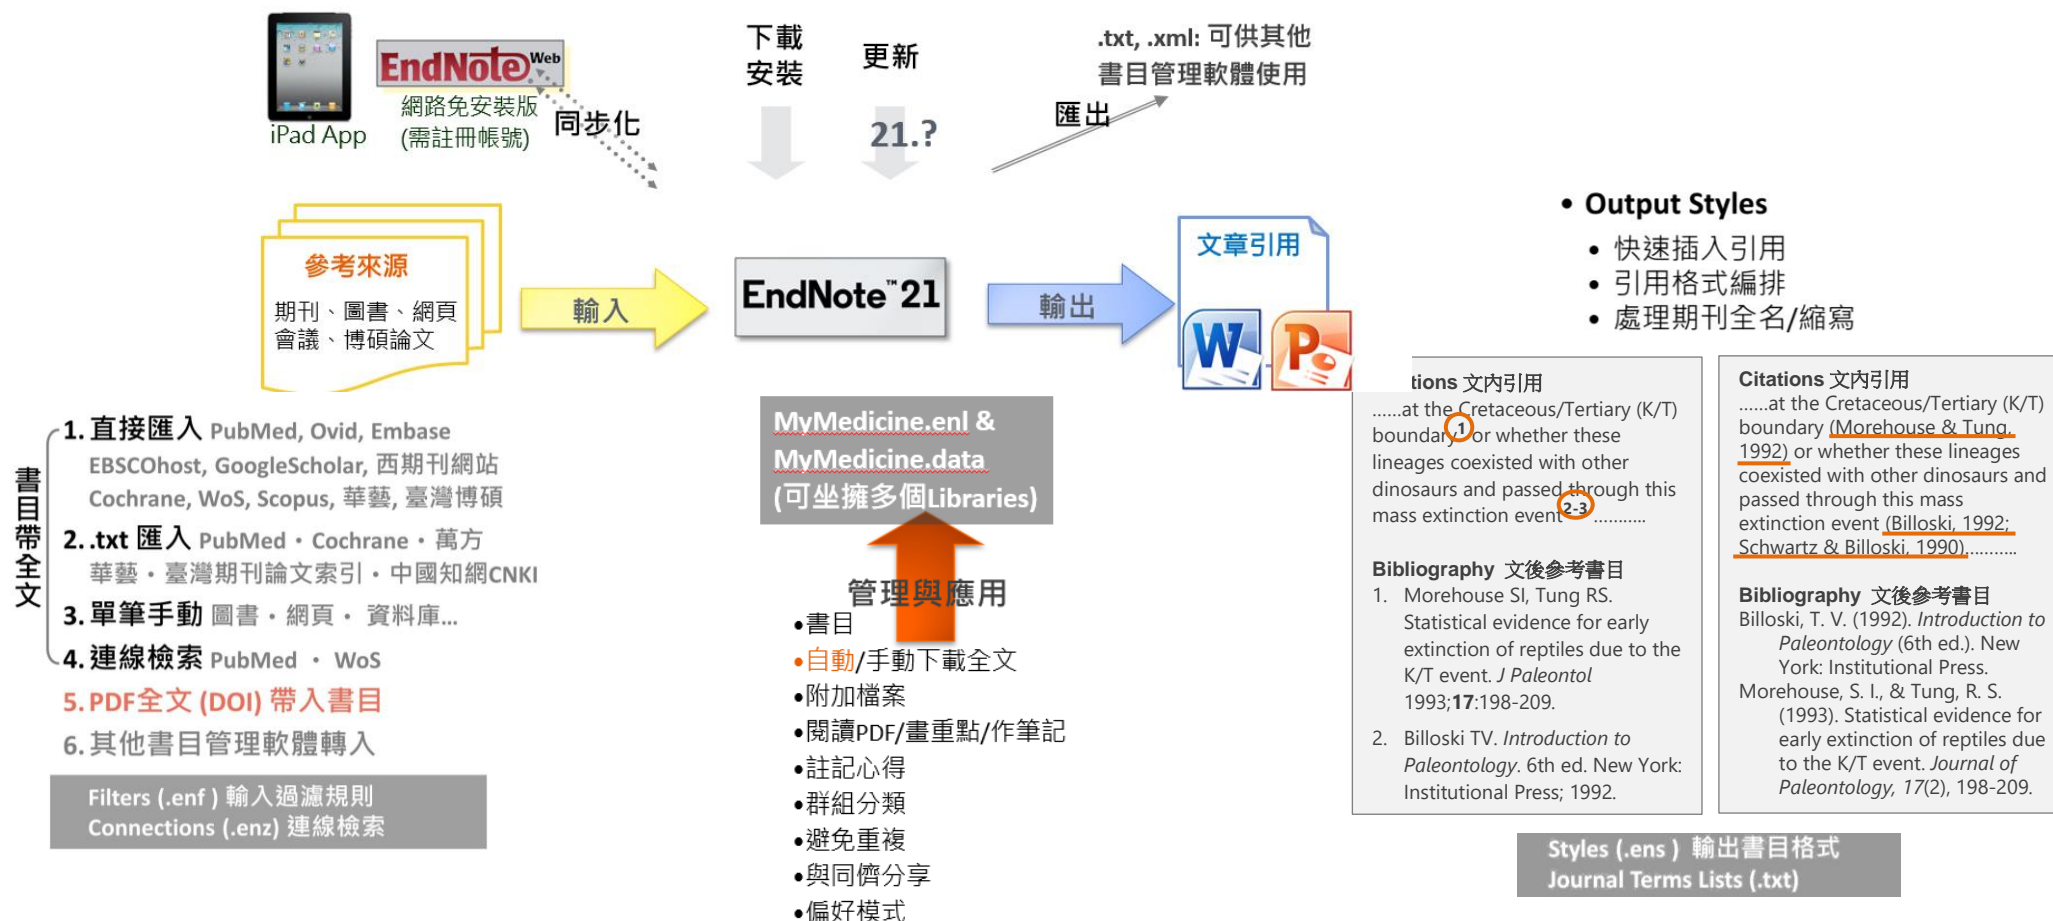 EndNote Web
網路免安裝版
(需註冊帳號)
iPad App
同步化
下載
安裝
更新
21.?
.txt, .xml: 可供其他
書目管理軟體使用
匯出
參考來源
期刊、圖書、網頁
會議、博碩論文
輸入
EndNote™ 21
輸出
文章引用
W
P
• Output Styles
• 快速插入引用
• 引用格式編排
• 處理期刊全名/縮寫
書目帶全文
1. 直接匯入 PubMed, Ovid, Embase
EBSCOhost, GoogleScholar, 西期刊網站
Cochrane, WoS, Scopus, 華藝, 臺灣博碩
2. .txt 匯入 PubMed・Cochrane・萬方
華藝・臺灣期刊論文索引・中國知網CNKI
3. 單筆手動 圖書・網頁・ 資料庫...
4. 連線檢索 PubMed ・ WoS
5. PDF全文 (DOI) 帶入書目
6. 其他書目管理軟體轉入
Filters (.enf ) 輸入過濾規則
Connections (.enz) 連線檢索
MyMedicine.enl &
MyMedicine.data
(可坐擁多個Libraries)
管理與應用
•書目
•自動/手動下載全文
•附加檔案
•閱讀PDF/畫重點/作筆記
•註記心得
•群組分類
•避免重複
•與同儕分享
•偏好模式
tions 文內引用
......at the Cretaceous/Tertiary (K/T)
boundary1 or whether these
lineages coexisted with other
dinosaurs and passed through this
mass extinction event2-3...........
Bibliography 文後參考書目
1. Morehouse SI, Tung RS.
Statistical evidence for early
extinction of reptiles due to the
K/T event. J Paleontol
1993;17:198-209.
2. Billoski TV. Introduction to
Paleontology. 6th ed. New York:
Institutional Press; 1992.
Citations 文內引用
......at the Cretaceous/Tertiary (K/T)
boundary (Morehouse & Tung,
1992) or whether these lineages
coexisted with other dinosaurs and
passed through this mass
extinction event (Billoski, 1992;
Schwartz & Billoski, 1990)...........
Bibliography 文後參考書目
Billoski, T. V. (1992). Introduction to
Paleontology (6th ed.). New
York: Institutional Press.
Morehouse, S. I., & Tung, R. S.
(1993). Statistical evidence for
early extinction of reptiles due
to the K/T event. Journal of
Paleontology, 17(2), 198-209.
Styles (.ens ) 輸出書目格式
Journal Terms Lists (.txt)